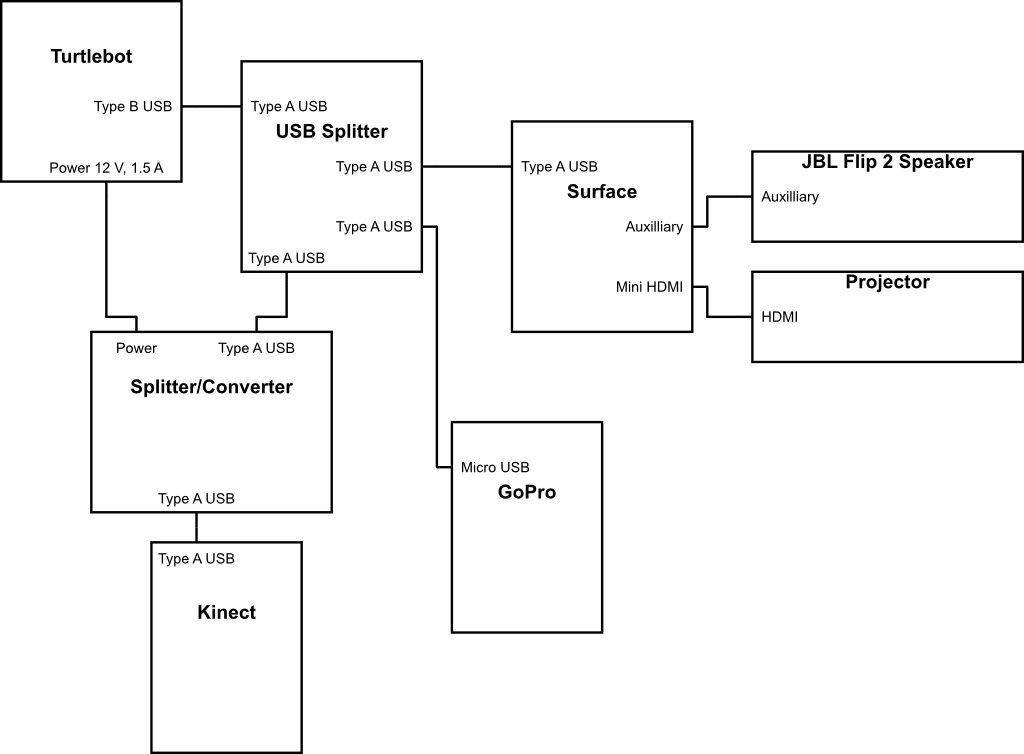 Turtlebot
Type B USB
Power 12 V, 1.5 A
Type A USB
USB Splitter
Type A USB
Type A USB
Type A USB
Type A USB
Surface
Auxilliary
Mini HDMI
JBL Flip 2 Speaker
Auxilliary
Projector
HDMI
Power
Type A USB
Splitter/Converter
Type A USB
Micro USB
GoPro
Type A USB
Kinect